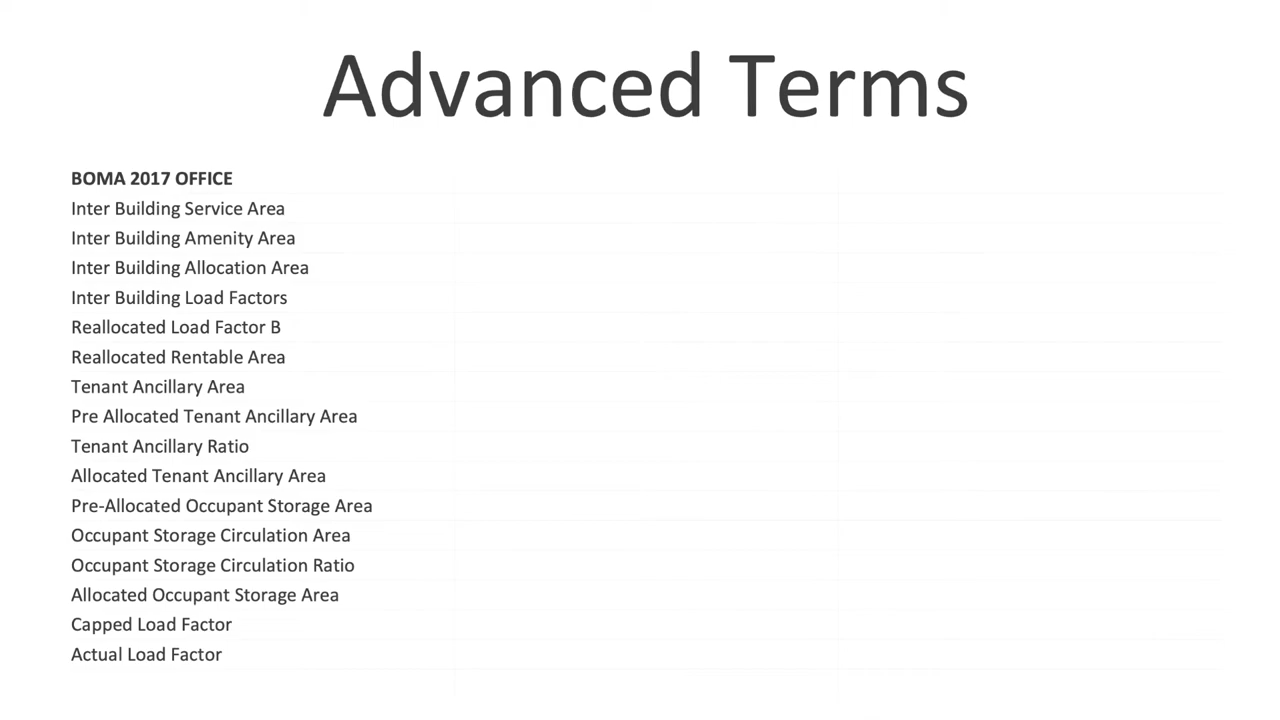 Advanced Terms
BOMA 2017 OFFICE
Inter Building Service Area
Inter Building Amenity Area
Inter Building Allocation Area
Inter Building Load Factors
Reallocated Load Factor B
Reallocated Rentable Area
Tenant Ancillary Area
Pre Allocated Tenant Ancillary Area
Tenant Ancillary Ratio
Allocated Tenant Ancillary Area
Pre-Allocated Occupant Storage Area
Occupant Storage Circulation Area
Occupant Storage Circulation Ratio
Allocated Occupant Storage Area
Capped Load Factor
Actual Load Factor